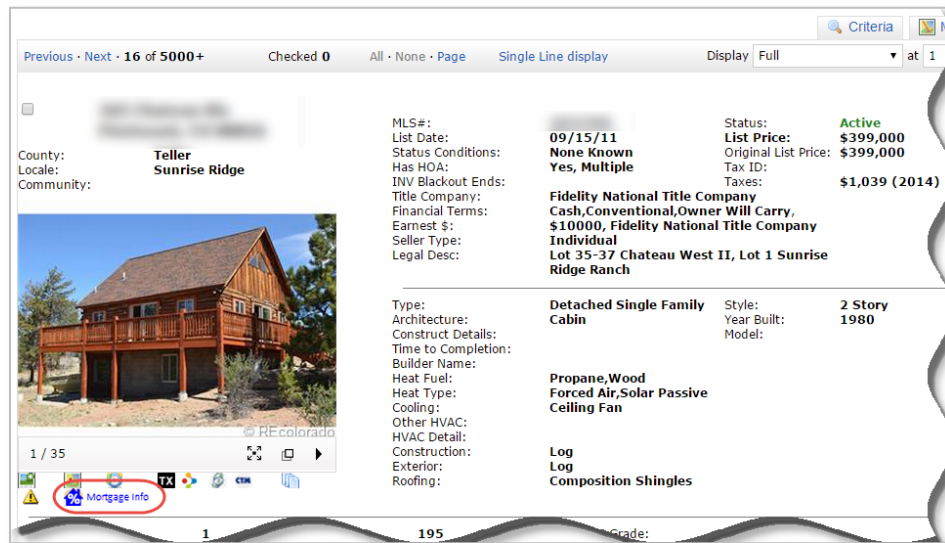 Criteria
Previous · Next · 16 of 5000+ Checked 0 All · None · Page Single Line display Display Full at 1
MLS#: Status: Active
List Date: 09/15/11 List Price: $399,000
County: Teller Status Conditions: None Known Original List Price: $399,000
Locale: Sunrise Ridge Has HOA: Yes, Multiple Tax ID:
Community: INV Blackout Ends: Taxes: $1,039 (2014)
Title Company: Fidelity National Title Company
Financial Terms: Cash,Conventional,Owner Will Carry,
Earnest $: $10000, Fidelity National Title Company
Seller Type: Individual
Legal Desc: Lot 35-37 Chateau West II, Lot 1 Sunrise
Ridge Ranch
Type: Detached Single Family Style: 2 Story
Architecture: Cabin Year Built: 1980
Construct Details: Model:
Time to Completion:
Builder Name:
Heat Fuel: Propane,Wood
Heat Type: Forced Air,Solar Passive
Cooling: Ceiling Fan
Other HVAC:
© REcolorado
HVAC Detail:
1 / 35 Construction: Log
Exterior: Log
TX CTM Roofing: Composition Shingles
% Mortgage Info
1 195 Grade: